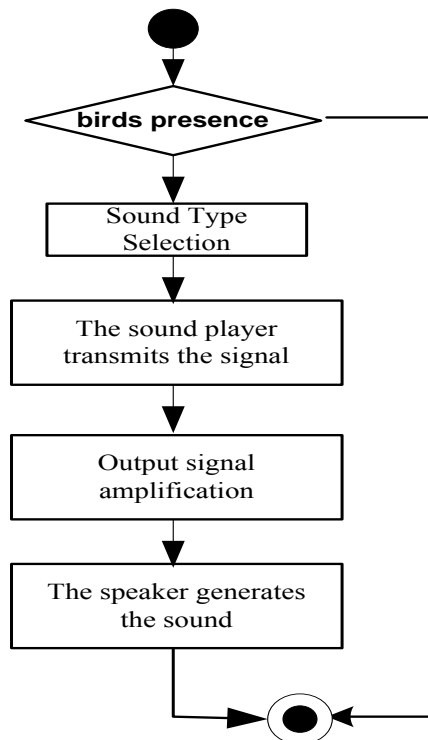 birds presence
Sound Type
Selection
The sound player
transmits the signal
Output signal
amplification
The speaker generates
the sound